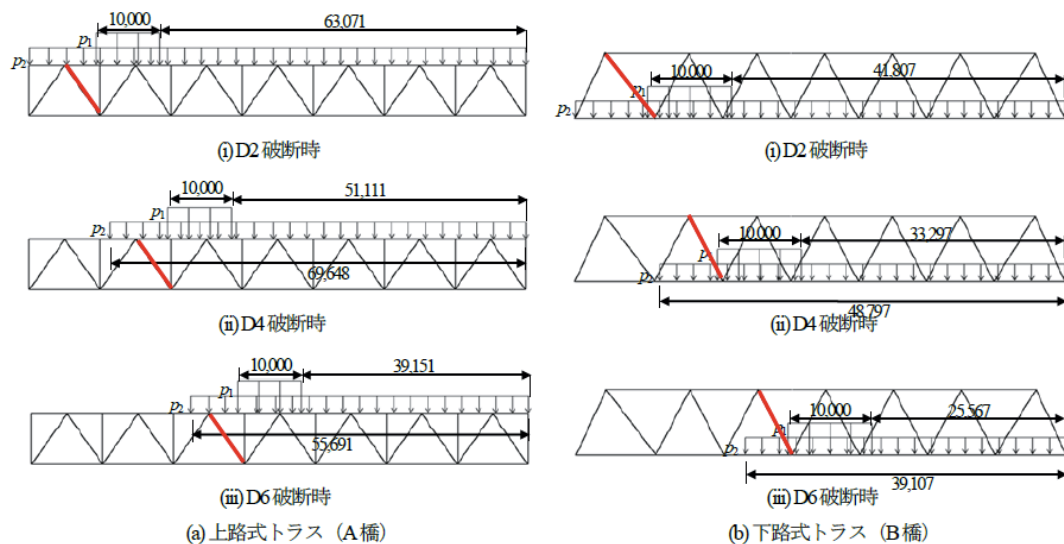 10,000
63,071
p1
p2
(i) D2 破断時
10,000
51,111
p1
p2
69,648
(ii) D4 破断時
10,000
39,151
p1
p2
55,691
(iii) D6 破断時
(a) 上路式トラス（A 橋）
10,000
41.807
p1
p2
(i) D2 破断時
10,000
33,297
p2
48,797
(ii) D4 破断時
10,000
25,567
p1
p2
39,107
(iii) D6 破断時
(b) 下路式トラス（B 橋）